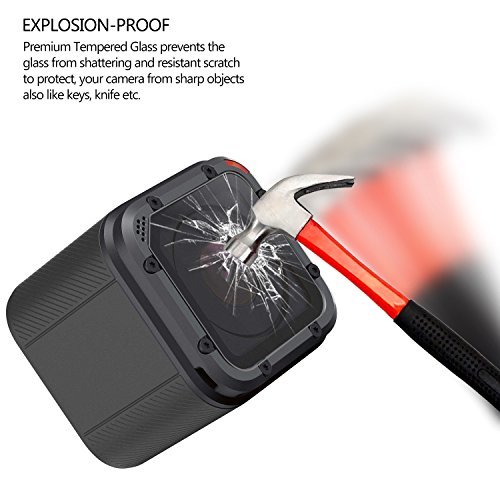 EXPLOSION-PROOF
Premium Tempered Glass prevents the
glass from shattering and resistant scratch
to protect, your camera from sharp objects
also like keys, knife etc.